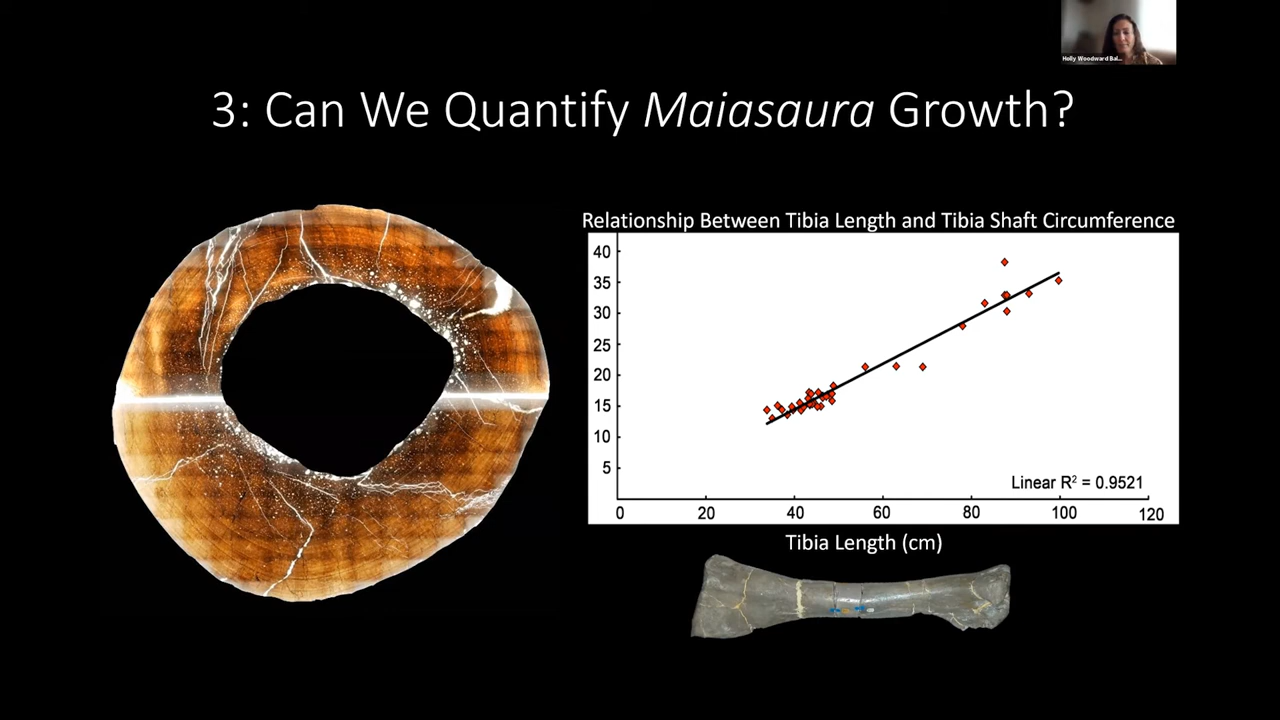 Holly Woodward Bal...
3: Can We Quantify Maiasaura Growth?
Relationship Between Tibia Length and Tibia Shaft Circumference
40
35
30
25
20
15
10
5
Linear R² = 0.9521
0 20 40 60 80 100 120
Tibia Length (cm)